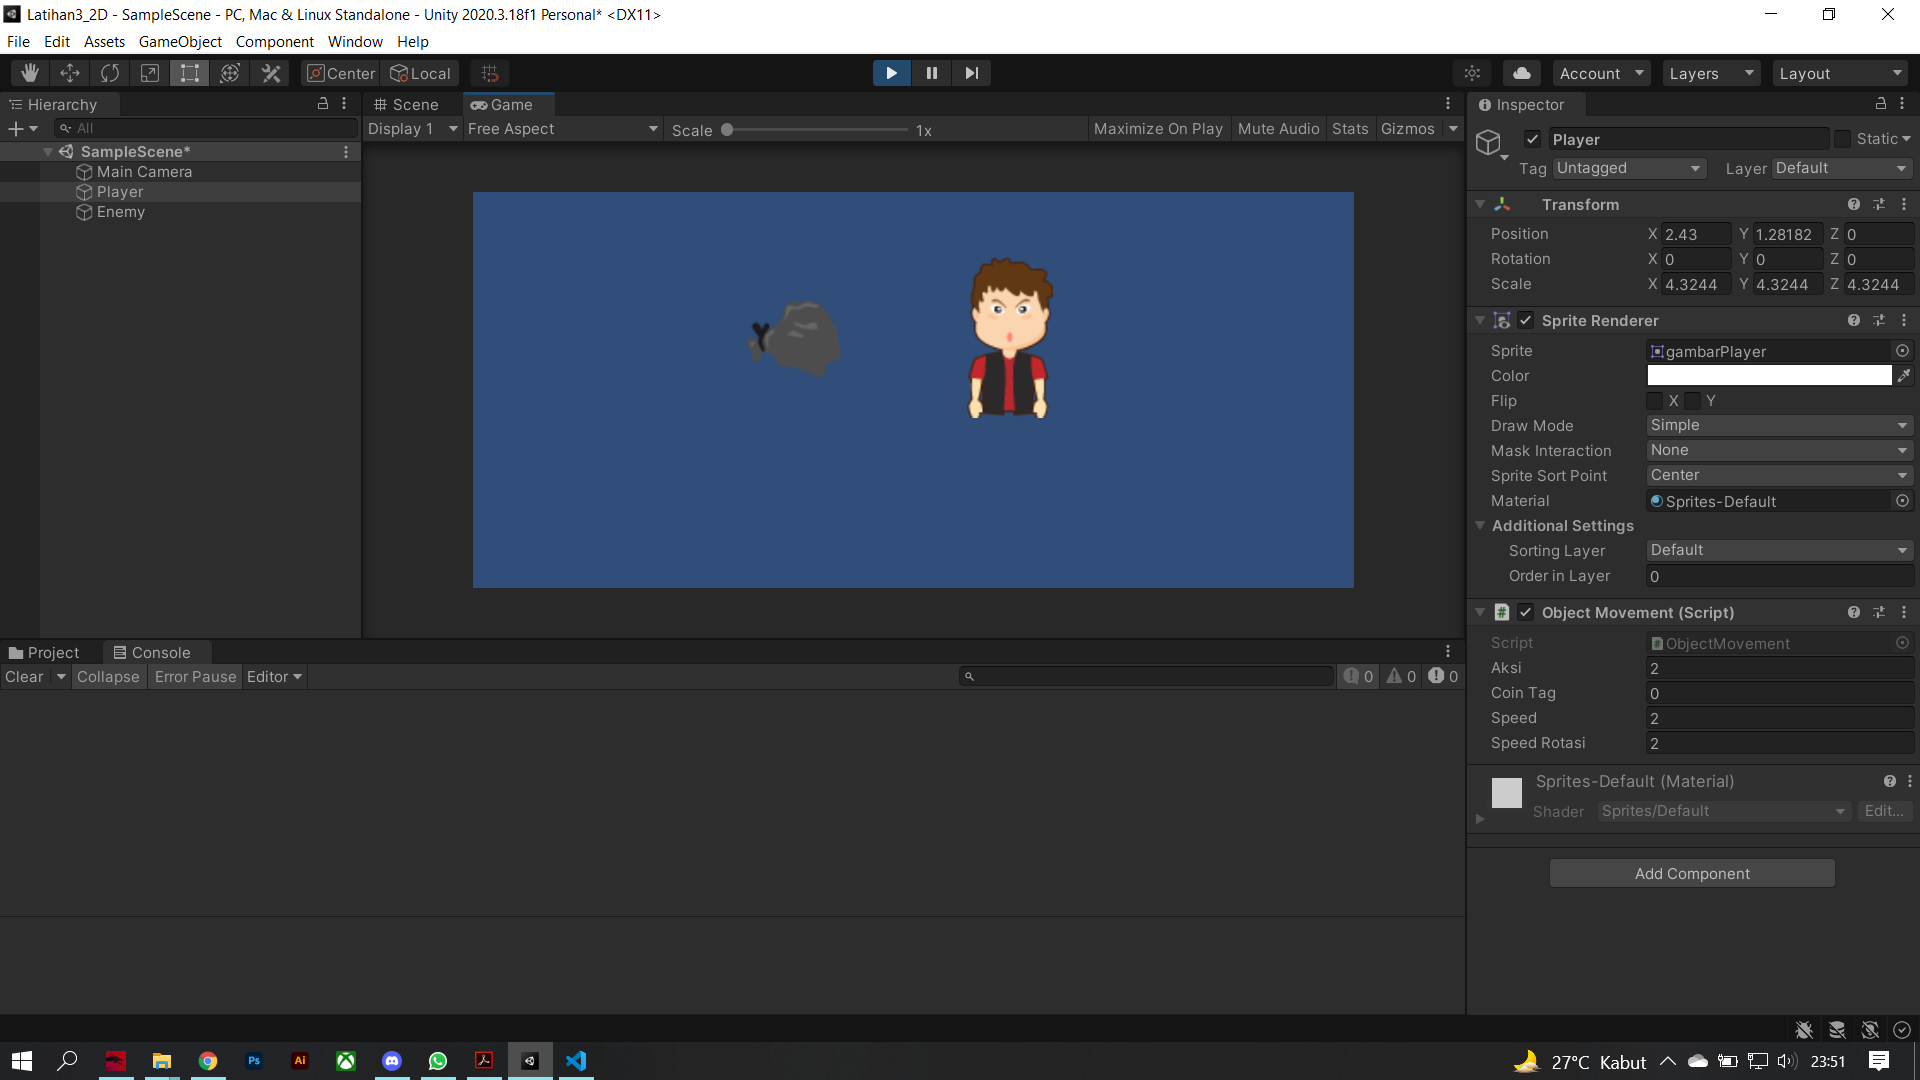 Latihan3_2D - SampleScene - PC, Mac & Linux Standalone - Unity 2020.3.18f1 Personal* <DX11>
File Edit Assets GameObject Component Window Help
Center Local Account Layers Layout
Hierarchy
All
SampleScene*
Main Camera
Player
Enemy
Scene Game
Display 1 Free Aspect Scale 1x Maximize On Play Mute Audio Stats Gizmos
Project Console
Clear Collapse Error Pause Editor 0 0 0
Inspector
Player Static
Tag Untagged Layer Default
Transform
Position X 2.43 Y 1.28182 Z 0
Rotation X 0 Y 0 Z 0
Scale X 4.3244 Y 4.3244 Z 4.3244
Sprite Renderer
Sprite gambarPlayer
Color
Flip X Y
Draw Mode Simple
Mask Interaction None
Sprite Sort Point Center
Material Sprites-Default
Additional Settings
Sorting Layer Default
Order in Layer 0
Object Movement (Script)
Script ObjectMovement
Aksi 2
Coin Tag 0
Speed 2
Speed Rotasi 2
Sprites-Default (Material)
Shader Sprites/Default Edit...
Add Component
Ps Ai 27°C Kabut 23:51